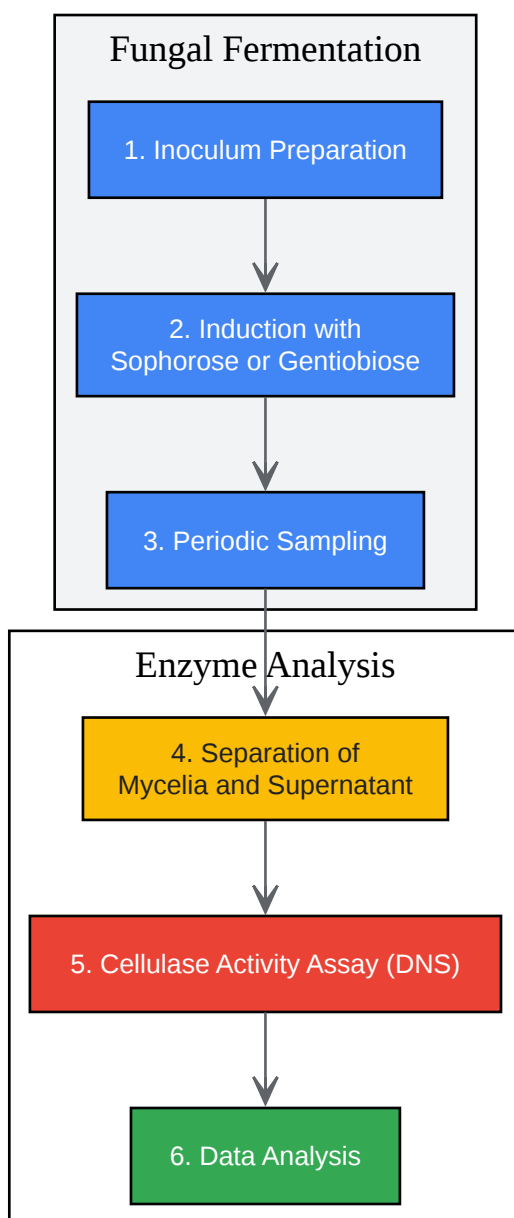 Fungal Fermentation
1. Inoculum Preparation
2. Induction with
Sophorose or Gentiobiose
3. Periodic Sampling
Enzyme Analysis
4. Separation of
Mycelia and Supernatant
5. Cellulase Activity Assay (DNS)
6. Data Analysis